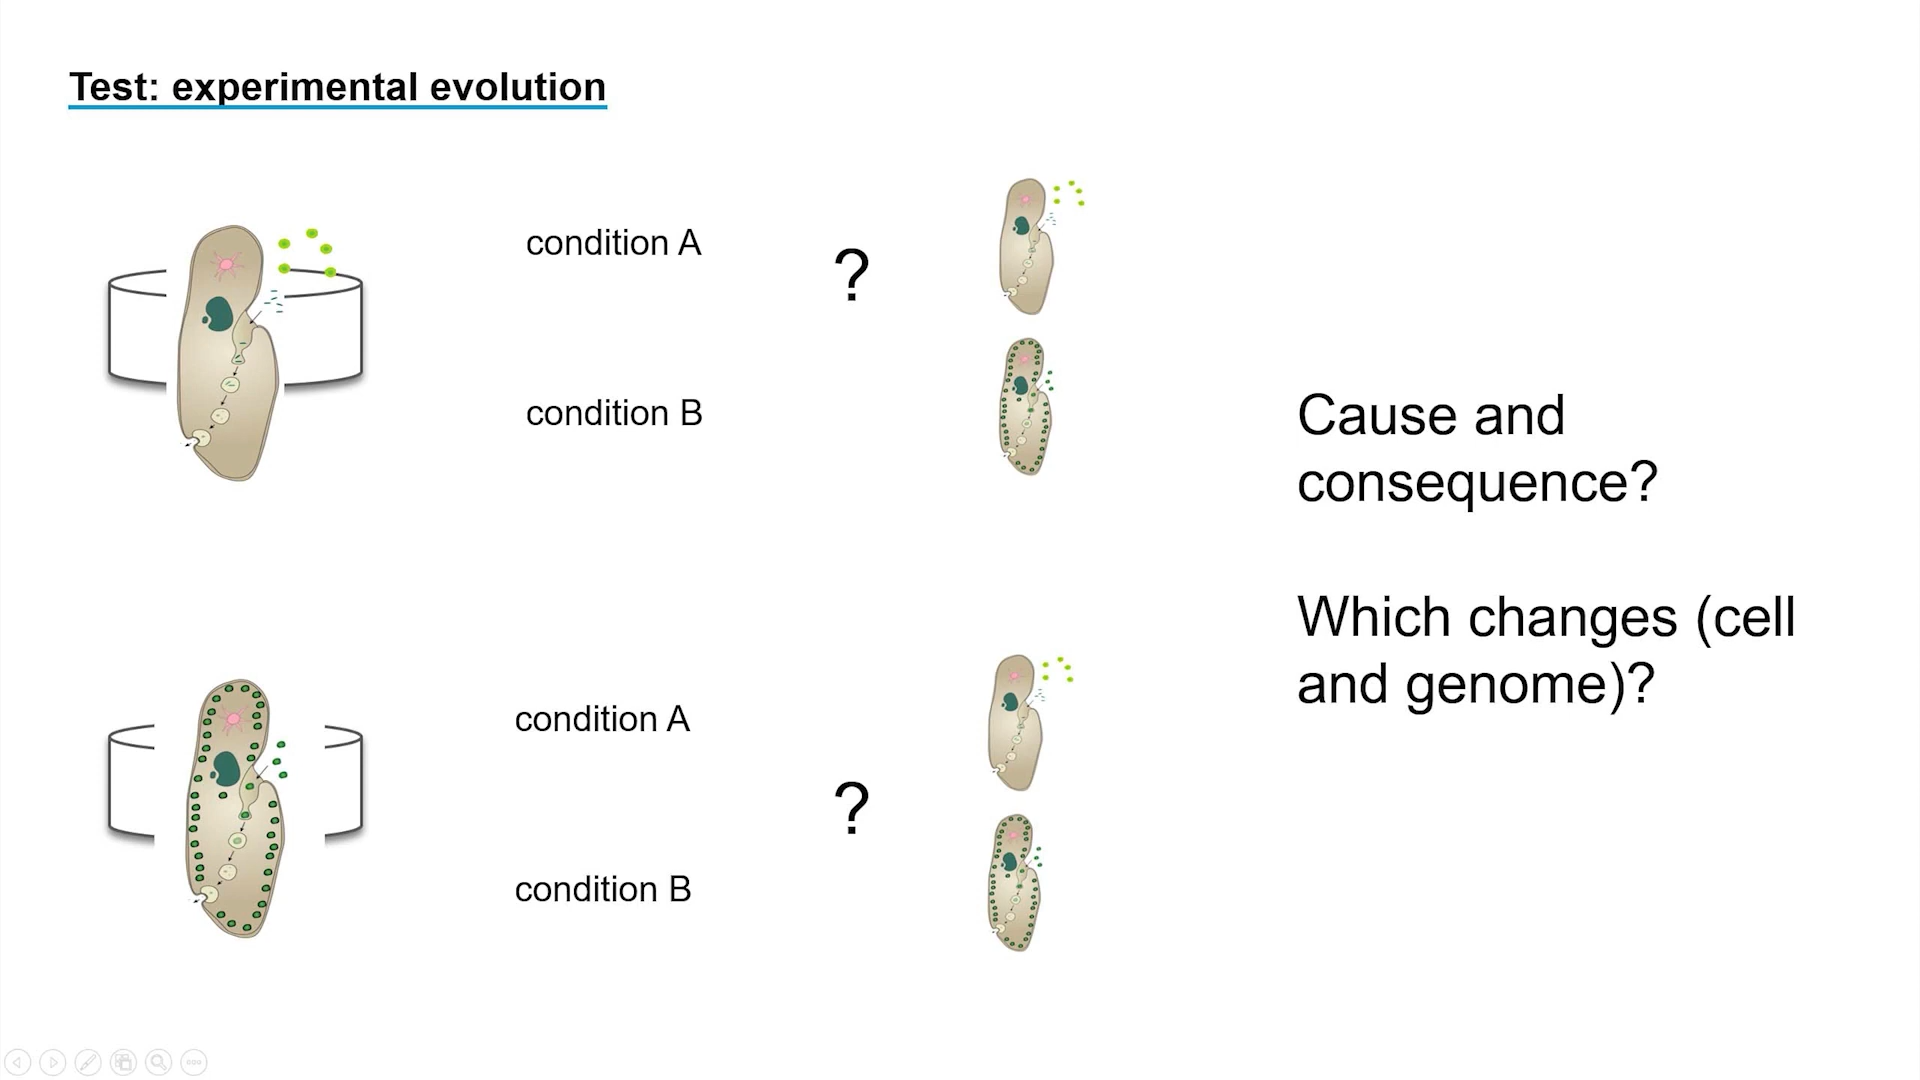 Test: experimental evolution
condition A
?
condition B
Cause and
consequence?
Which changes (cell
and genome)?
condition A
?
condition B